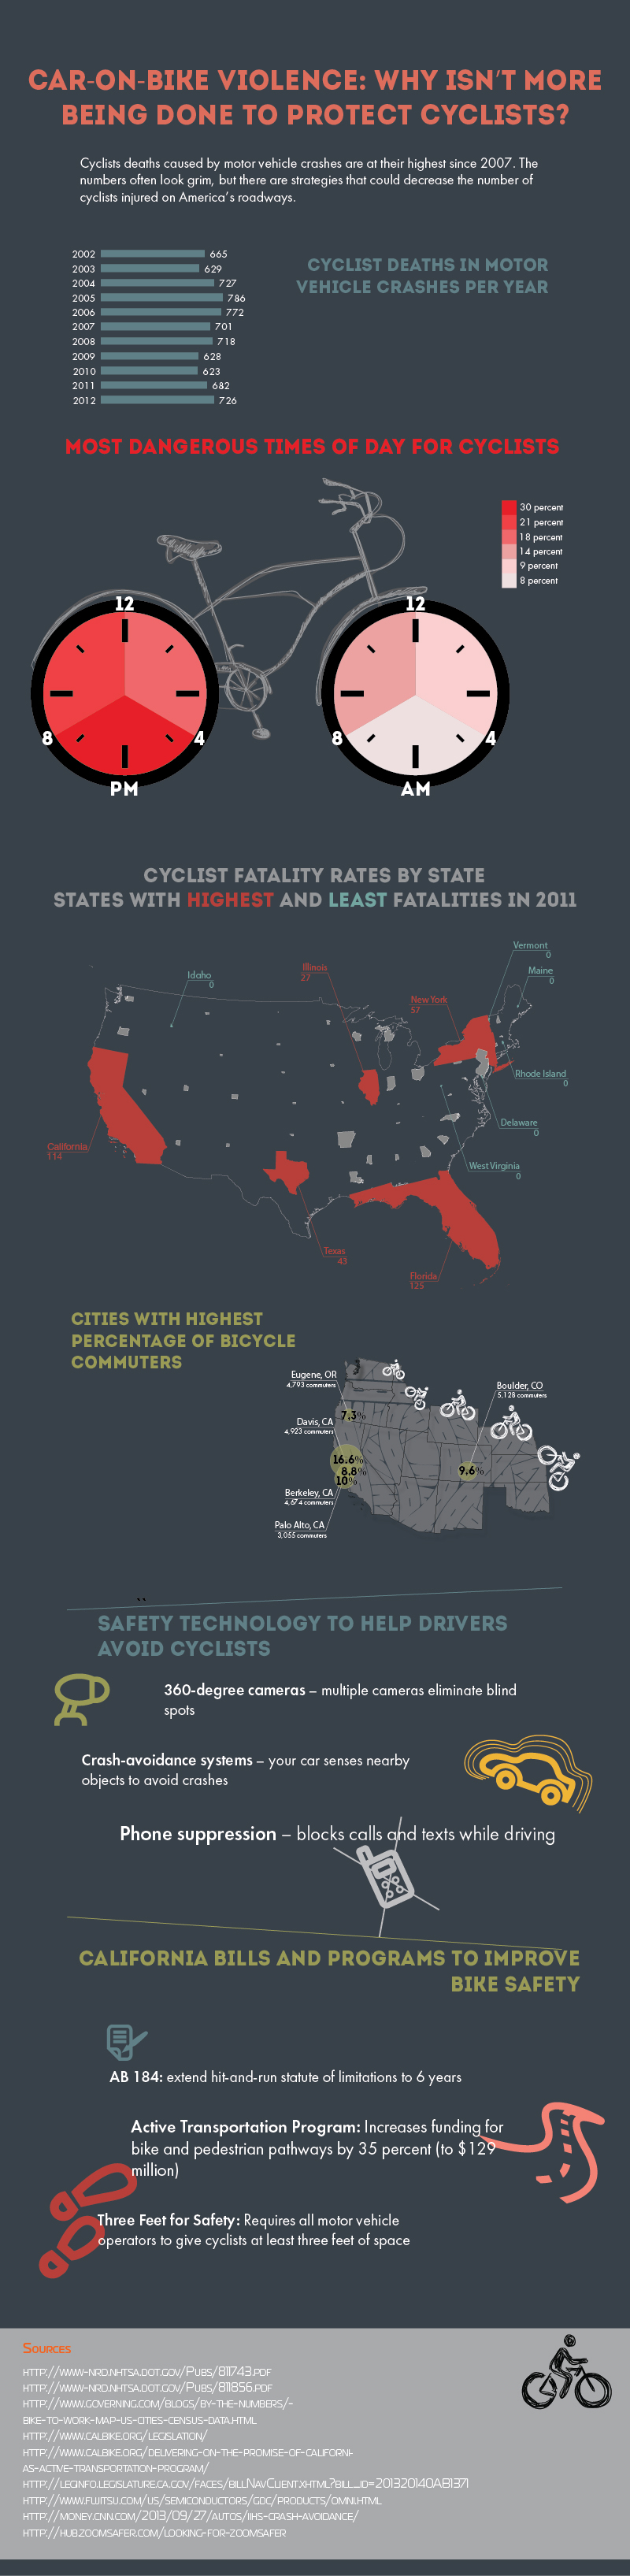 CAR-ON-BIKE VIOLENCE: WHY ISN'T MORE
BEING DONE TO PROTECT CYCLISTS?
Cyclists deaths caused by motor vehicle crashes are at their highest since 2007. The
numbers often look grim, but there are strategies that could decrease the number of
cyclists injured on America's roadways.
CYCLIST DEATHS IN MOTOR
VEHICLE CRASHES PER YEAR
2002 665
2003 629
2004 727
2005 786
2006 772
2007 701
2008 718
2009 628
2010 623
2011 682
2012 726
MOST DANGEROUS TIMES OF DAY FOR CYCLISTS
30 percent
21 percent
18 percent
14 percent
9 percent
8 percent
12
8
4
PM
12
8
4
AM
CYCLIST FATALITY RATES BY STATE
STATES WITH HIGHEST AND LEAST FATALITIES IN 2011
Vermont
0
Maine
0
Illinois
27
Idaho
0
New York
57
Rhode Island
0
Delaware
0
California
114
West Virginia
0
Texas
43
Florida
125
CITIES WITH HIGHEST
PERCENTAGE OF BICYCLE
COMMUTERS
Eugene, OR
4,793 commuters
Boulder, CO
5,128 commuters
7.3%
Davis, CA
4,923 commuters
16.6%
8.8%
10%
9.6%
Berkeley, CA
4,674 commuters
Palo Alto, CA
3,055 commuters
SAFETY TECHNOLOGY TO HELP DRIVERS
AVOID CYCLISTS
360-degree cameras – multiple cameras eliminate blind
spots
Crash-avoidance systems – your car senses nearby
objects to avoid crashes
Phone suppression – blocks calls and texts while driving
CALIFORNIA BILLS AND PROGRAMS TO IMPROVE
BIKE SAFETY
AB 184: extend hit-and-run statute of limitations to 6 years
Active Transportation Program: Increases funding for
bike and pedestrian pathways by 35 percent (to $129
million)
Three Feet for Safety: Requires all motor vehicle
operators to give cyclists at least three feet of space
Sources
http://www-nrd.nhtsa.dot.gov/Pubs/811743.pdf
http://www-nrd.nhtsa.dot.gov/Pubs/811856.pdf
http://www.governing.com/blogs/by-the-numbers/-
bike-to-work-map-us-cities-census-data.html
http://www.calbike.org/legislation/
http://www.calbike.org/delivering-on-the-promise-of-californi-
as-active-transportation-program/
http://leginfo.legislature.ca.gov/faces/billNavClient.xhtml?bill_id=201320140AB1371
http://www.fujitsu.com/us/semiconductors/gdc/products/omni.html
http://money.cnn.com/2013/09/27/autos/iihs-crash-avoidance/
http://hub.zoomsafer.com/looking-for-zoomsafer